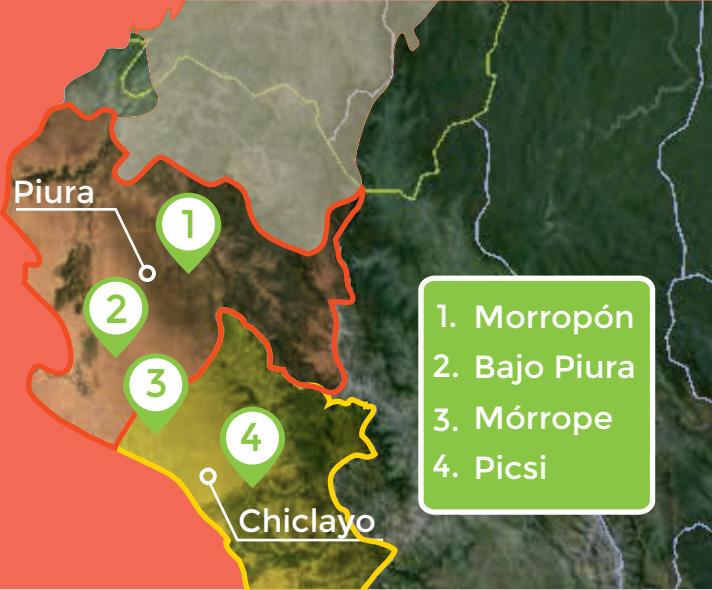 Piura
1
2
3
4
Chiclayo
1. Morropón
2. Bajo Piura
3. Mórrope
4. Picsi